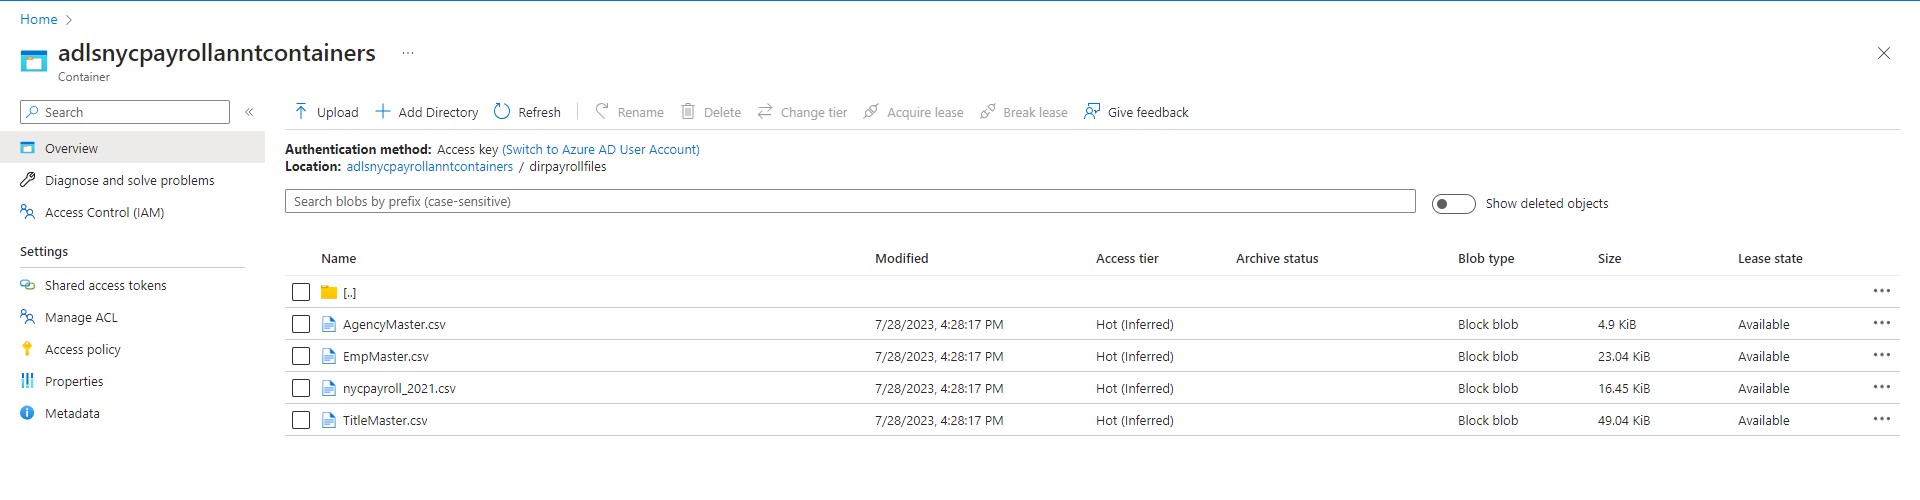 Home >
adlsnycpayrollanntcontainers ...
Container
Search «
Upload Add Directory Refresh Rename Delete Change tier Acquire lease Break lease Give feedback
Overview
Diagnose and solve problems
Access Control (IAM)
Settings
Shared access tokens
Manage ACL
Access policy
Properties
Metadata
Authentication method: Access key (Switch to Azure AD User Account)
Location: adlsnycpayrollanntcontainers / dirpayrollfiles
Search blobs by prefix (case-sensitive)
Show deleted objects
Name Modified Access tier Archive status Blob type Size Lease state
[..] ...
AgencyMaster.csv 7/28/2023, 4:28:17 PM Hot (Inferred) Block blob 4.9 KiB Available ...
EmpMaster.csv 7/28/2023, 4:28:17 PM Hot (Inferred) Block blob 23.04 KiB Available ...
nycpayroll_2021.csv 7/28/2023, 4:28:17 PM Hot (Inferred) Block blob 16.45 KiB Available ...
TitleMaster.csv 7/28/2023, 4:28:17 PM Hot (Inferred) Block blob 49.04 KiB Available ...